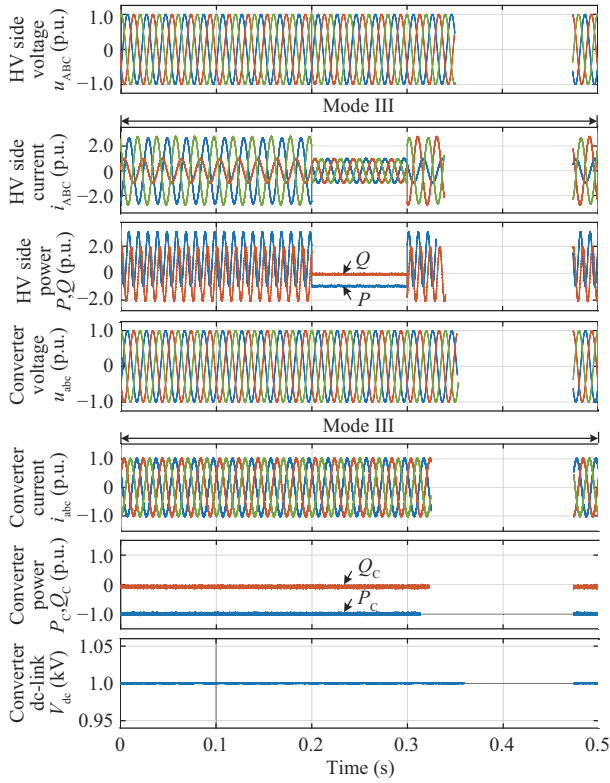 HV side
voltage
u_ABC (p.u.)
1.0
0
−1.0
Mode III
HV side
current
i_ABC (p.u.)
2.0
0
−2.0
HV side
power
P,Q (p.u.)
2.0
0
−2.0
Q
P
Converter
voltage
u_abc (p.u.)
1.0
0
−1.0
Mode III
Converter
current
i_abc (p.u.)
1.0
0
−1.0
Converter
power
P_C,Q_C (p.u.)
1.0
0
−1.0
Q_C
P_C
Converter
dc-link
V_dc (kV)
1.05
1.0
0.95
0 0.1 0.2 0.3 0.4 0.5
Time (s)